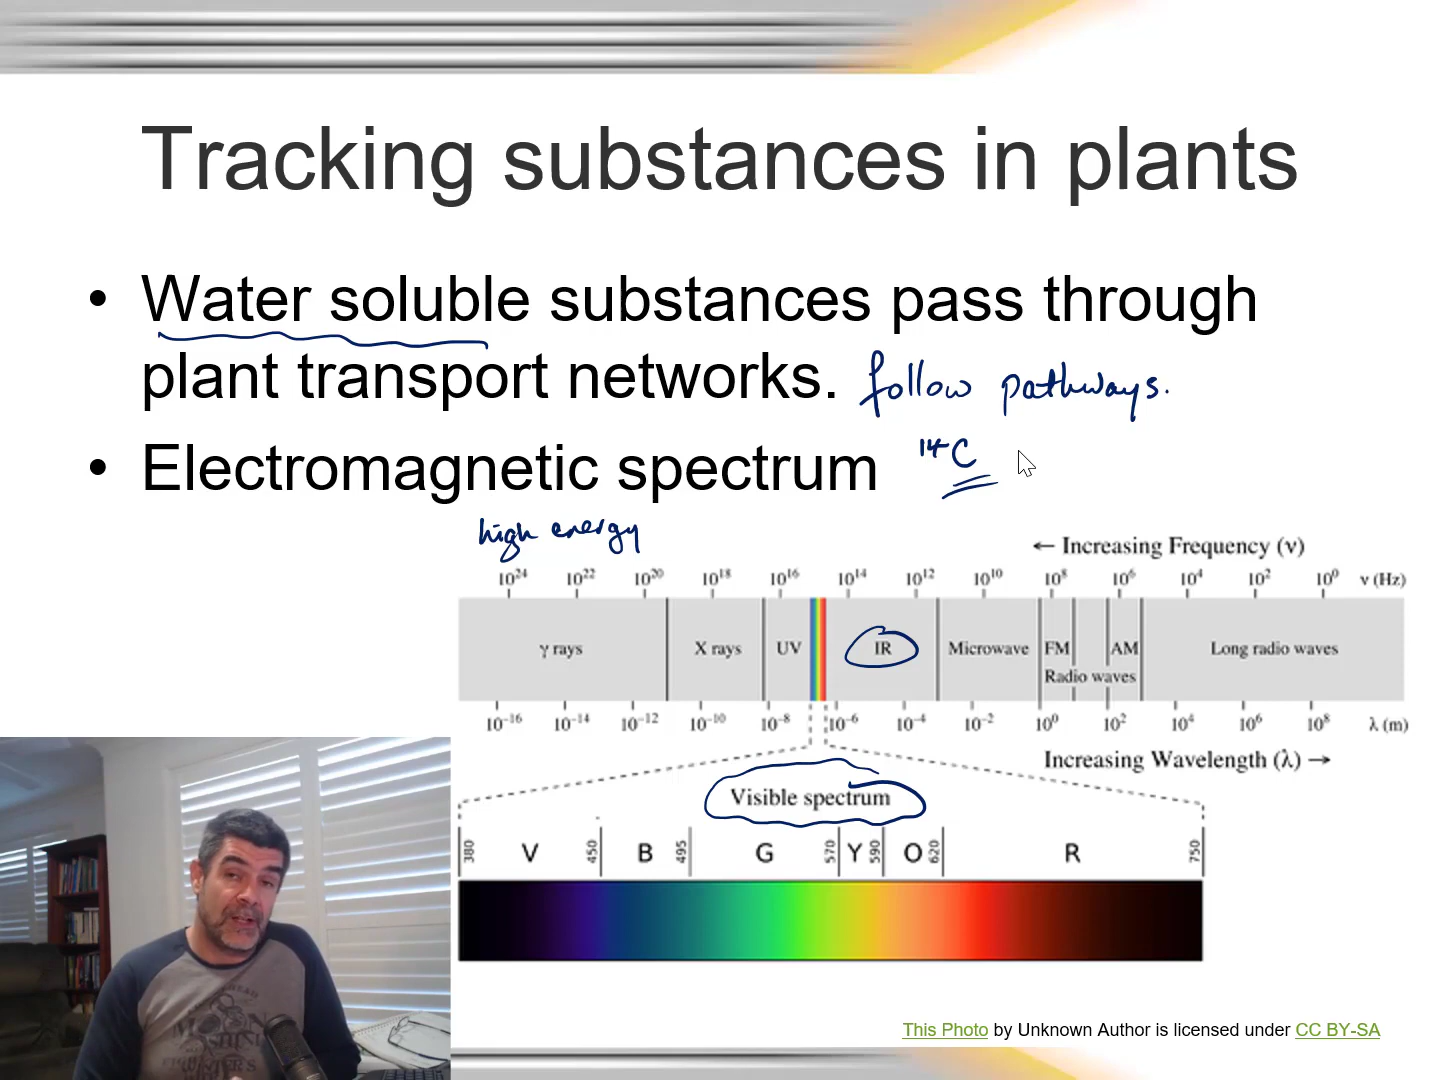 Tracking substances in plants
• Water soluble substances pass through
plant transport networks. follow pathways.
• Electromagnetic spectrum ¹⁴C
high energy
← Increasing Frequency (ν)
10²⁴ 10²² 10²⁰ 10¹⁸ 10¹⁶ 10¹⁴ 10¹² 10¹⁰ 10⁸ 10⁶ 10⁴ 10² 10⁰ ν (Hz)
γ rays X rays UV IR Microwave FM AM Long radio waves
Radio waves
10⁻¹⁶ 10⁻¹⁴ 10⁻¹² 10⁻¹⁰ 10⁻⁸ 10⁻⁶ 10⁻⁴ 10⁻² 10⁰ 10² 10⁴ 10⁶ 10⁸ λ (m)
Increasing Wavelength (λ) →
Visible spectrum
380 V 450 B 495 G 570 Y 590 O 620 R 750
This Photo by Unknown Author is licensed under CC BY-SA